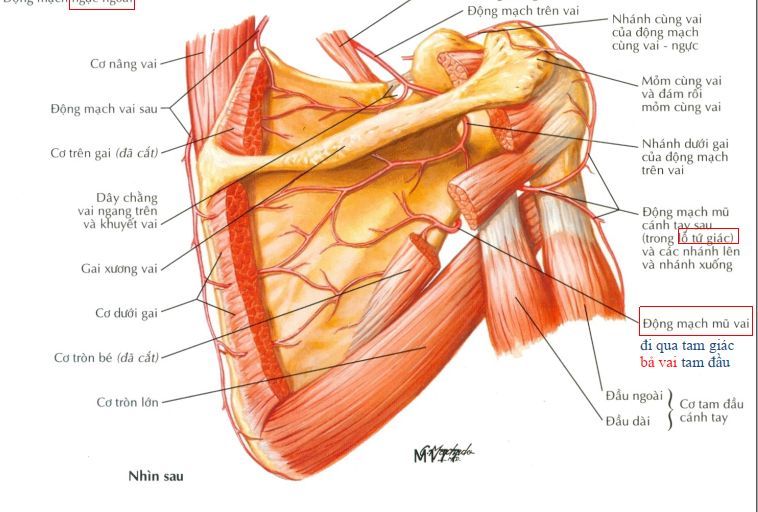 Động mạch ngực ngoài
Động mạch trên vai
Nhánh cùng vai
của động mạch
cùng vai - ngực
Cơ nâng vai
Mỏm cùng vai
và đám rối
mỏm cùng vai
Động mạch vai sau
Cơ trên gai (đã cắt)
Nhánh dưới gai
của động mạch
trên vai
Dây chằng
vai ngang trên
và khuyết vai
Động mạch mũ
cánh tay sau
(trong lỗ tứ giác)
và các nhánh lên
và nhánh xuống
Gai xương vai
Cơ dưới gai
Động mạch mũ vai
đi qua tam giác
bả vai tam đầu
Cơ tròn bé (đã cắt)
Cơ tròn lớn
Đầu ngoài
Đầu dài
Cơ tam đầu
cánh tay
Nhìn sau